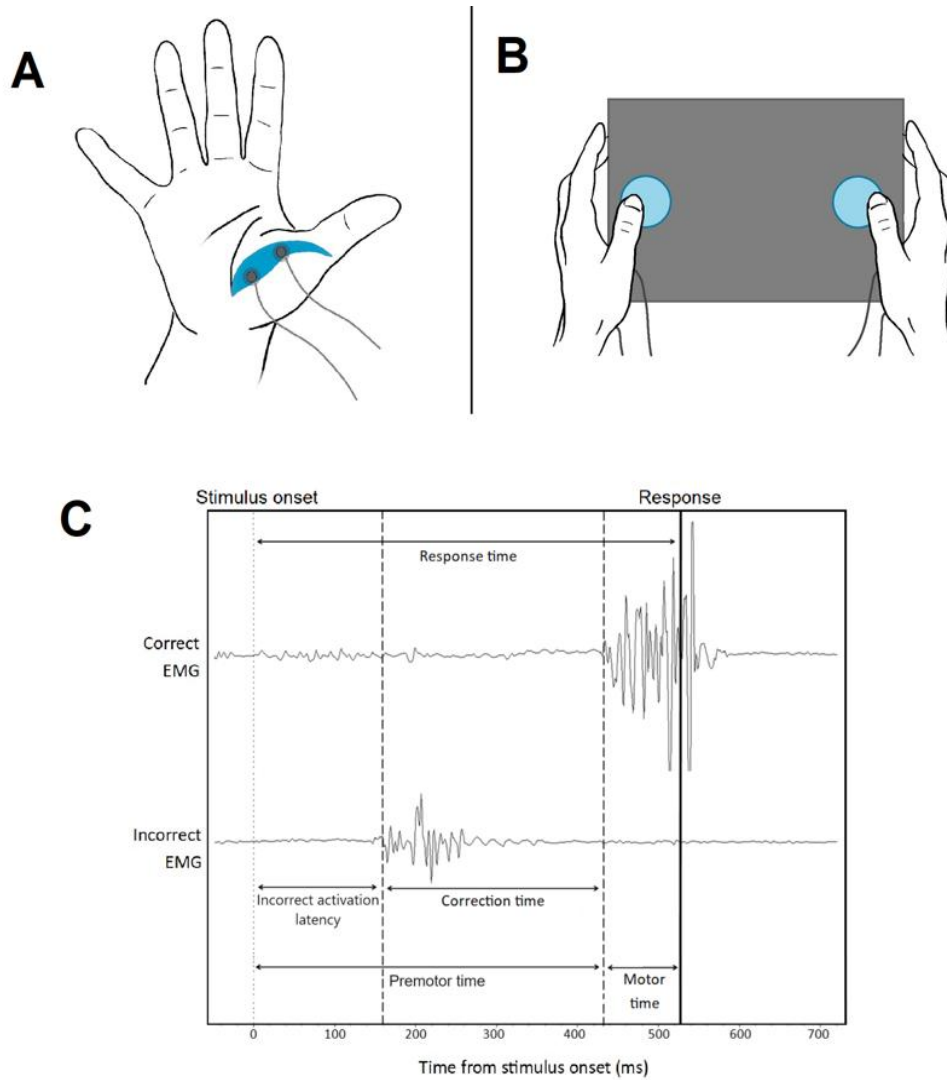 A
B
C
Stimulus onset
Response
Response time
Correct
EMG
Incorrect
EMG
Incorrect activation
latency
Correction time
Premotor time
Motor
time
0
100
200
300
400
500
600
700
Time from stimulus onset (ms)